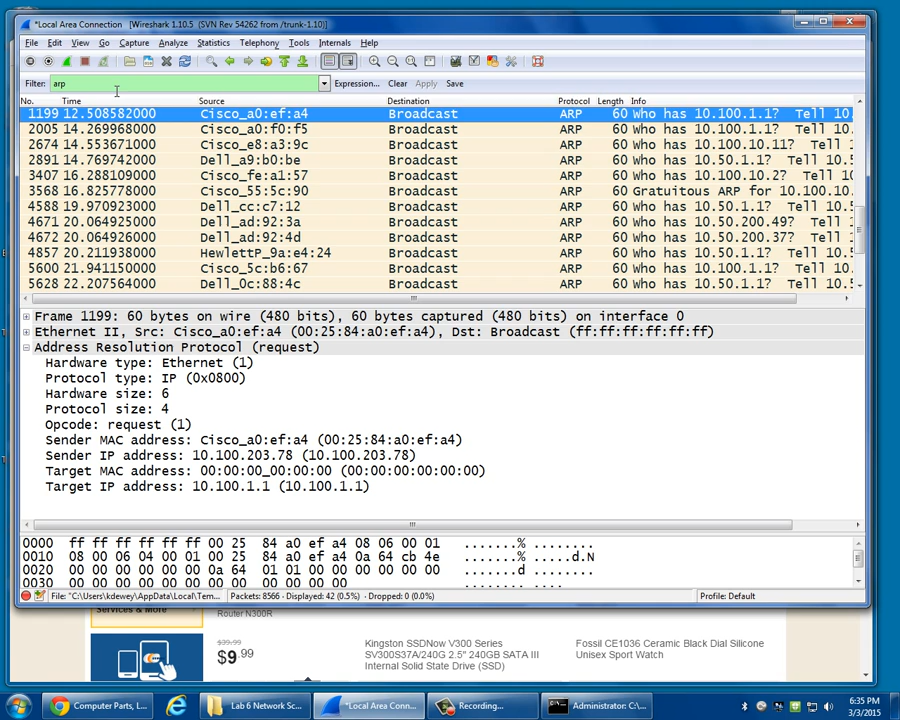 *Local Area Connection [Wireshark 1.10.5 (SVN Rev 54262 from /trunk-1.10)]
File Edit View Go Capture Analyze Statistics Telephony Tools Internals Help
Filter: arp Expression... Clear Apply Save
No. Time Source Destination Protocol Length Info
1199 12.508582000 Cisco_a0:ef:a4 Broadcast ARP 60 Who has 10.100.1.1? Tell 10.
2005 14.269968000 Cisco_a0:f0:f5 Broadcast ARP 60 Who has 10.100.1.1? Tell 10.
2674 14.553671000 Cisco_e8:a3:9c Broadcast ARP 60 Who has 10.100.10.11? Tell 1
2891 14.769742000 Dell_a9:b0:be Broadcast ARP 60 Who has 10.50.1.1? Tell 10.5
3407 16.288109000 Cisco_fe:a1:57 Broadcast ARP 60 Who has 10.100.10.2? Tell 1
3568 16.825778000 Cisco_55:5c:90 Broadcast ARP 60 Gratuitous ARP for 10.100.10
4588 19.970923000 Dell_cc:c7:12 Broadcast ARP 60 Who has 10.50.1.1? Tell 10.5
4671 20.064925000 Dell_ad:92:3a Broadcast ARP 60 Who has 10.50.200.49? Tell 1
4672 20.064926000 Dell_ad:92:4d Broadcast ARP 60 Who has 10.50.200.37? Tell 1
4857 20.211938000 HewlettP_9a:e4:24 Broadcast ARP 60 Who has 10.50.1.1? Tell 10.5
5600 21.941150000 Cisco_5c:b6:67 Broadcast ARP 60 Who has 10.100.1.1? Tell 10.
5628 22.207564000 Dell_0c:88:4c Broadcast ARP 60 Who has 10.50.1.1? Tell 10.5
Frame 1199: 60 bytes on wire (480 bits), 60 bytes captured (480 bits) on interface 0
Ethernet II, Src: Cisco_a0:ef:a4 (00:25:84:a0:ef:a4), Dst: Broadcast (ff:ff:ff:ff:ff:ff)
Address Resolution Protocol (request)
Hardware type: Ethernet (1)
Protocol type: IP (0x0800)
Hardware size: 6
Protocol size: 4
Opcode: request (1)
Sender MAC address: Cisco_a0:ef:a4 (00:25:84:a0:ef:a4)
Sender IP address: 10.100.203.78 (10.100.203.78)
Target MAC address: 00:00:00_00:00:00 (00:00:00:00:00:00)
Target IP address: 10.100.1.1 (10.100.1.1)
0000 ff ff ff ff ff ff 00 25 84 a0 ef a4 08 06 00 01 .......% ........
0010 08 00 06 04 00 01 00 25 84 a0 ef a4 0a 64 cb 4e .......% .....d.N
0020 00 00 00 00 00 00 0a 64 01 01 00 00 00 00 00 00 .......d ........
0030 00 00 00 00 00 00 00 00 00 00 00 00 ........ ....
File: "C:\Users\kdewey\AppData\Local\Tem... Packets: 8566 · Displayed: 42 (0.5%) · Dropped: 0 (0.0%) Profile: Default
Services & More
Router N300R
$39.99
$9.99
Kingston SSDNow V300 Series
SV300S37A/240G 2.5" 240GB SATA III
Internal Solid State Drive (SSD)
Fossil CE1036 Ceramic Black Dial Silicone
Unisex Sport Watch
Computer Parts, L... Lab 6 Network Sc... *Local Area Conn... Recording... Administrator: C:\...
6:35 PM
3/3/2015